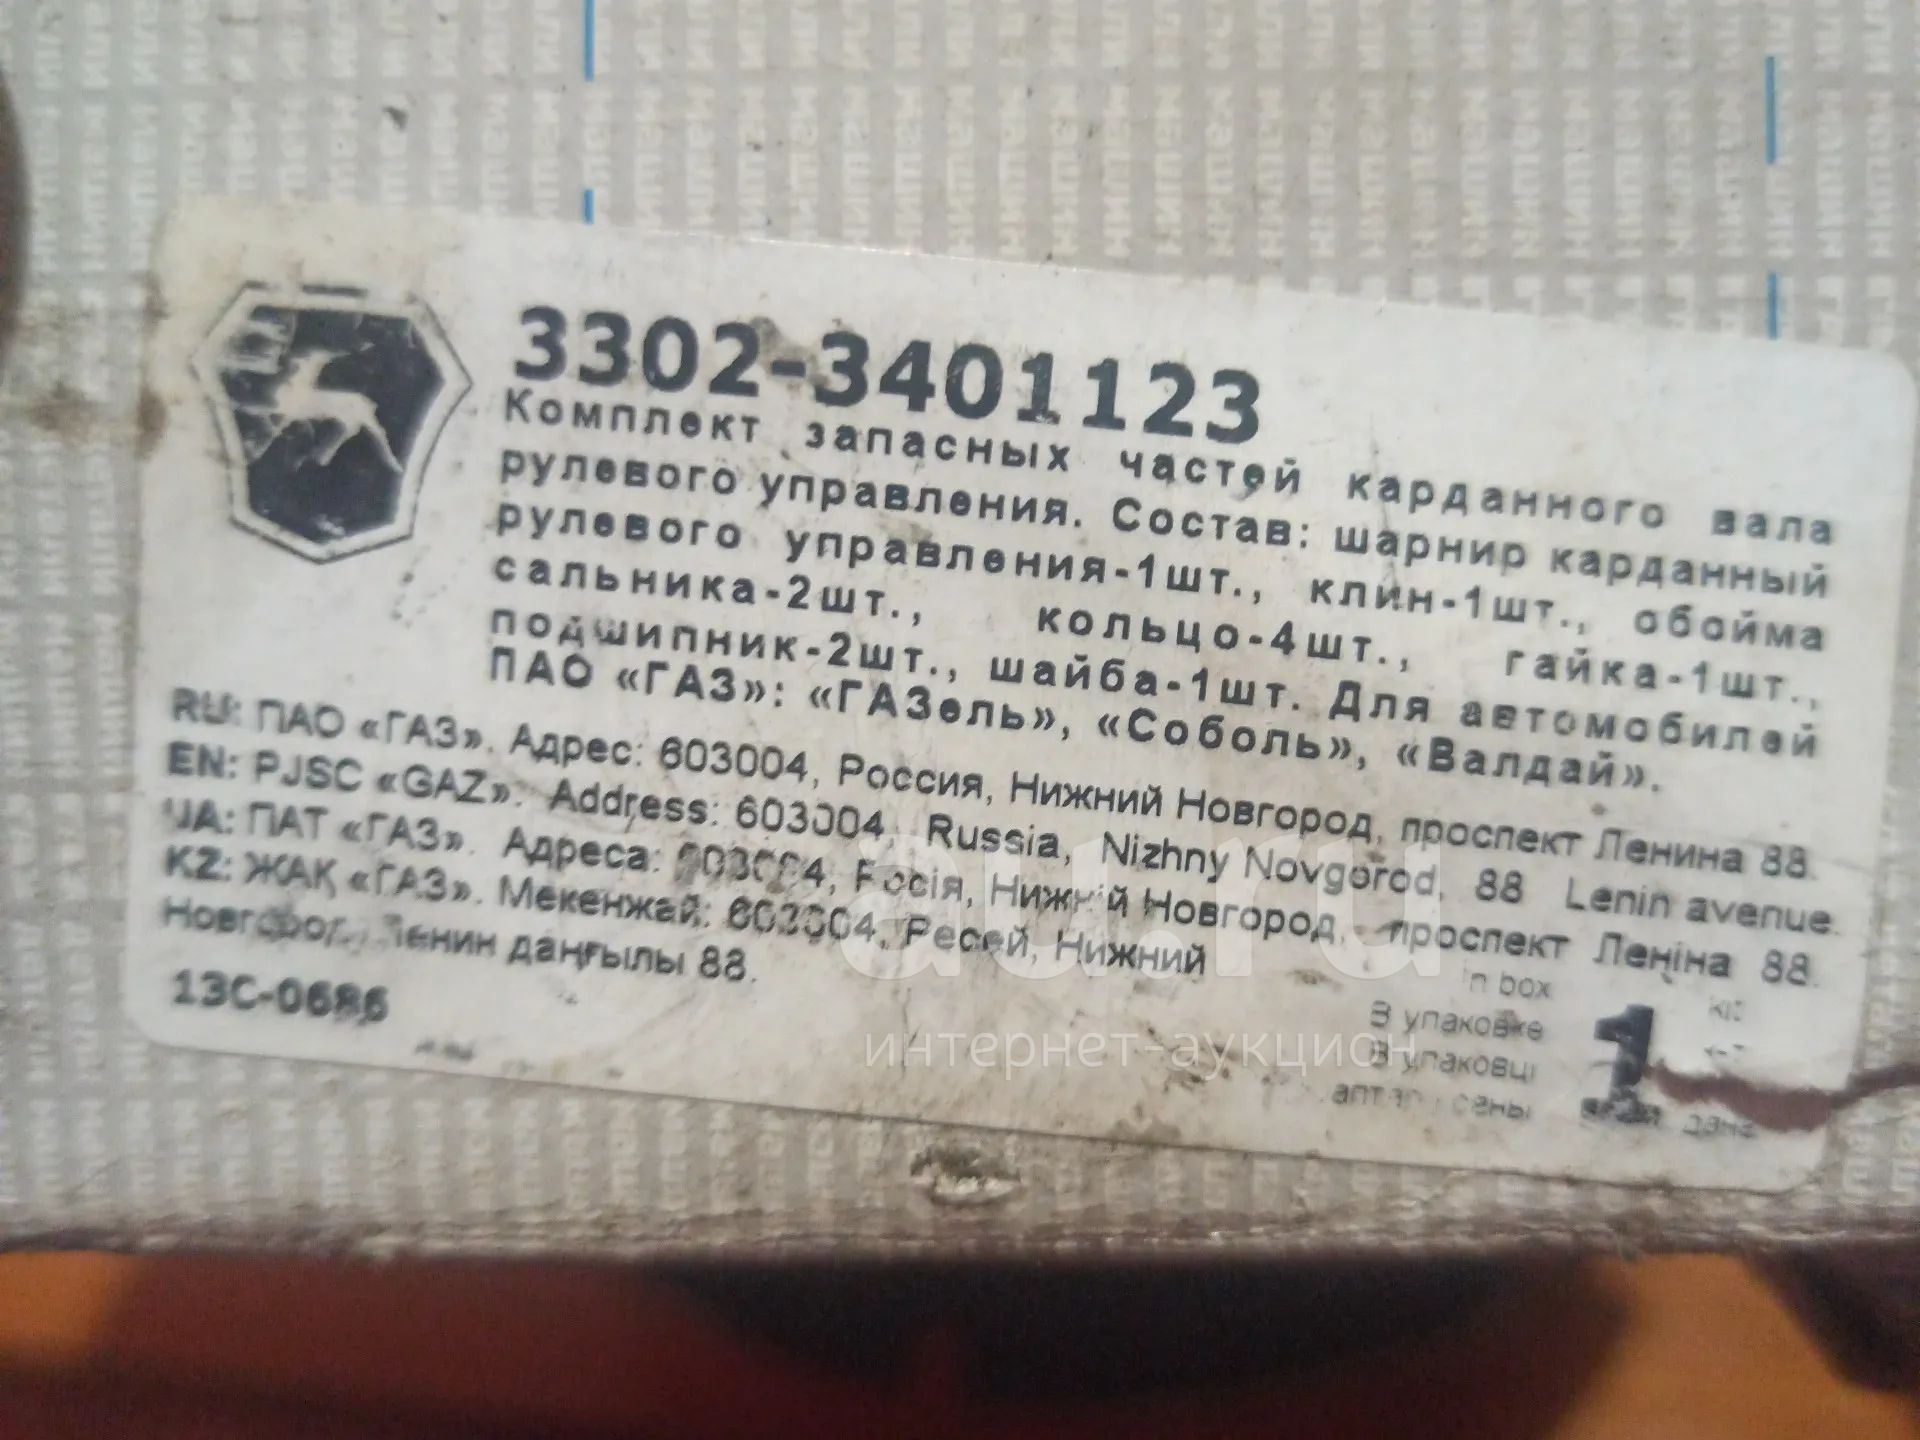 3302-3401123
Комплект запасных частей карданного вала
рулевого управления. Состав: шарнир карданный
рулевого управления-1шт., клин-1шт., обойма
сальника-2шт., кольцо-4шт., гайка-1шт.,
подшипник-2шт., шайба-1шт. Для автомобилей
ПАО «ГАЗ»: «ГАЗель», «Соболь», «Валдай».
RU: ПАО «ГАЗ». Адрес: 603004, Россия, Нижний Новгород, проспект Ленина 88.
EN: PJSC «GAZ». Address: 603004, Russia, Nizhny Novgorod, 88 Lenin avenue.
UA: ПАТ «ГАЗ». Адреса: 603004, Росія, Нижній Новгород, проспект Леніна 88.
KZ: ЖАҚ «ГАЗ». Мекенжай: 603004, Ресей, Нижний
Новгород, Ленин даңғылы 88.
13С-0686
in box
В упаковке
В упаковці
1
au.ru
интернет-аукцион